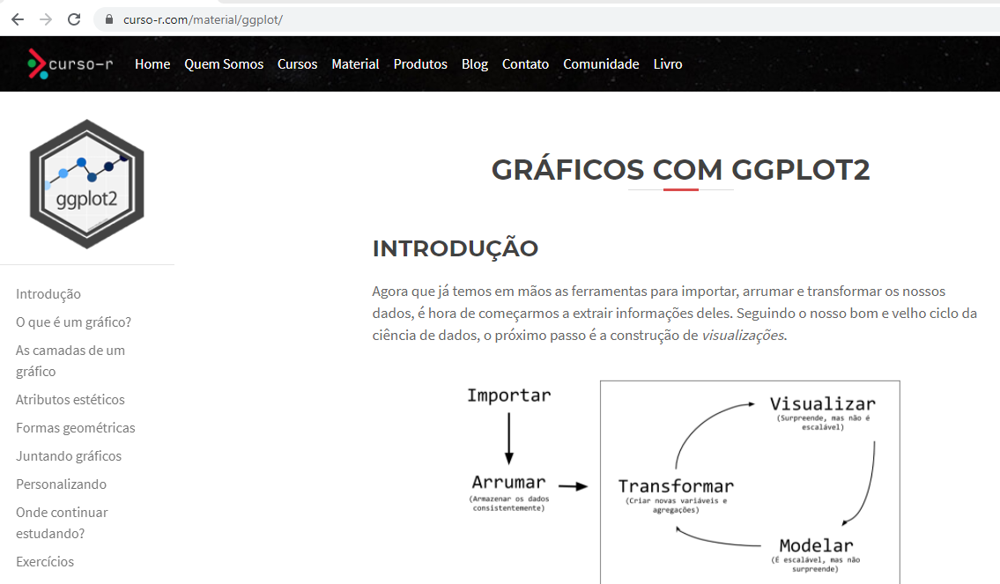 curso-r.com/material/ggplot/
curso-r Home Quem Somos Cursos Material Produtos Blog Contato Comunidade Livro
ggplot2
Introdução
O que é um gráfico?
As camadas de um
gráfico
Atributos estéticos
Formas geométricas
Juntando gráficos
Personalizando
Onde continuar
estudando?
Exercícios
GRÁFICOS COM GGPLOT2
INTRODUÇÃO
Agora que já temos em mãos as ferramentas para importar, arrumar e transformar os nossos
dados, é hora de começarmos a extrair informações deles. Seguindo o nosso bom e velho ciclo da
ciência de dados, o próximo passo é a construção de visualizações.
Importar
Arrumar
(Armazenar os dados
consistentemente)
Transformar
(Criar novas variáveis e
agregações)
Visualizar
(Surpreende, mas não é
escalável)
Modelar
(É escalável, mas não
surpreende)